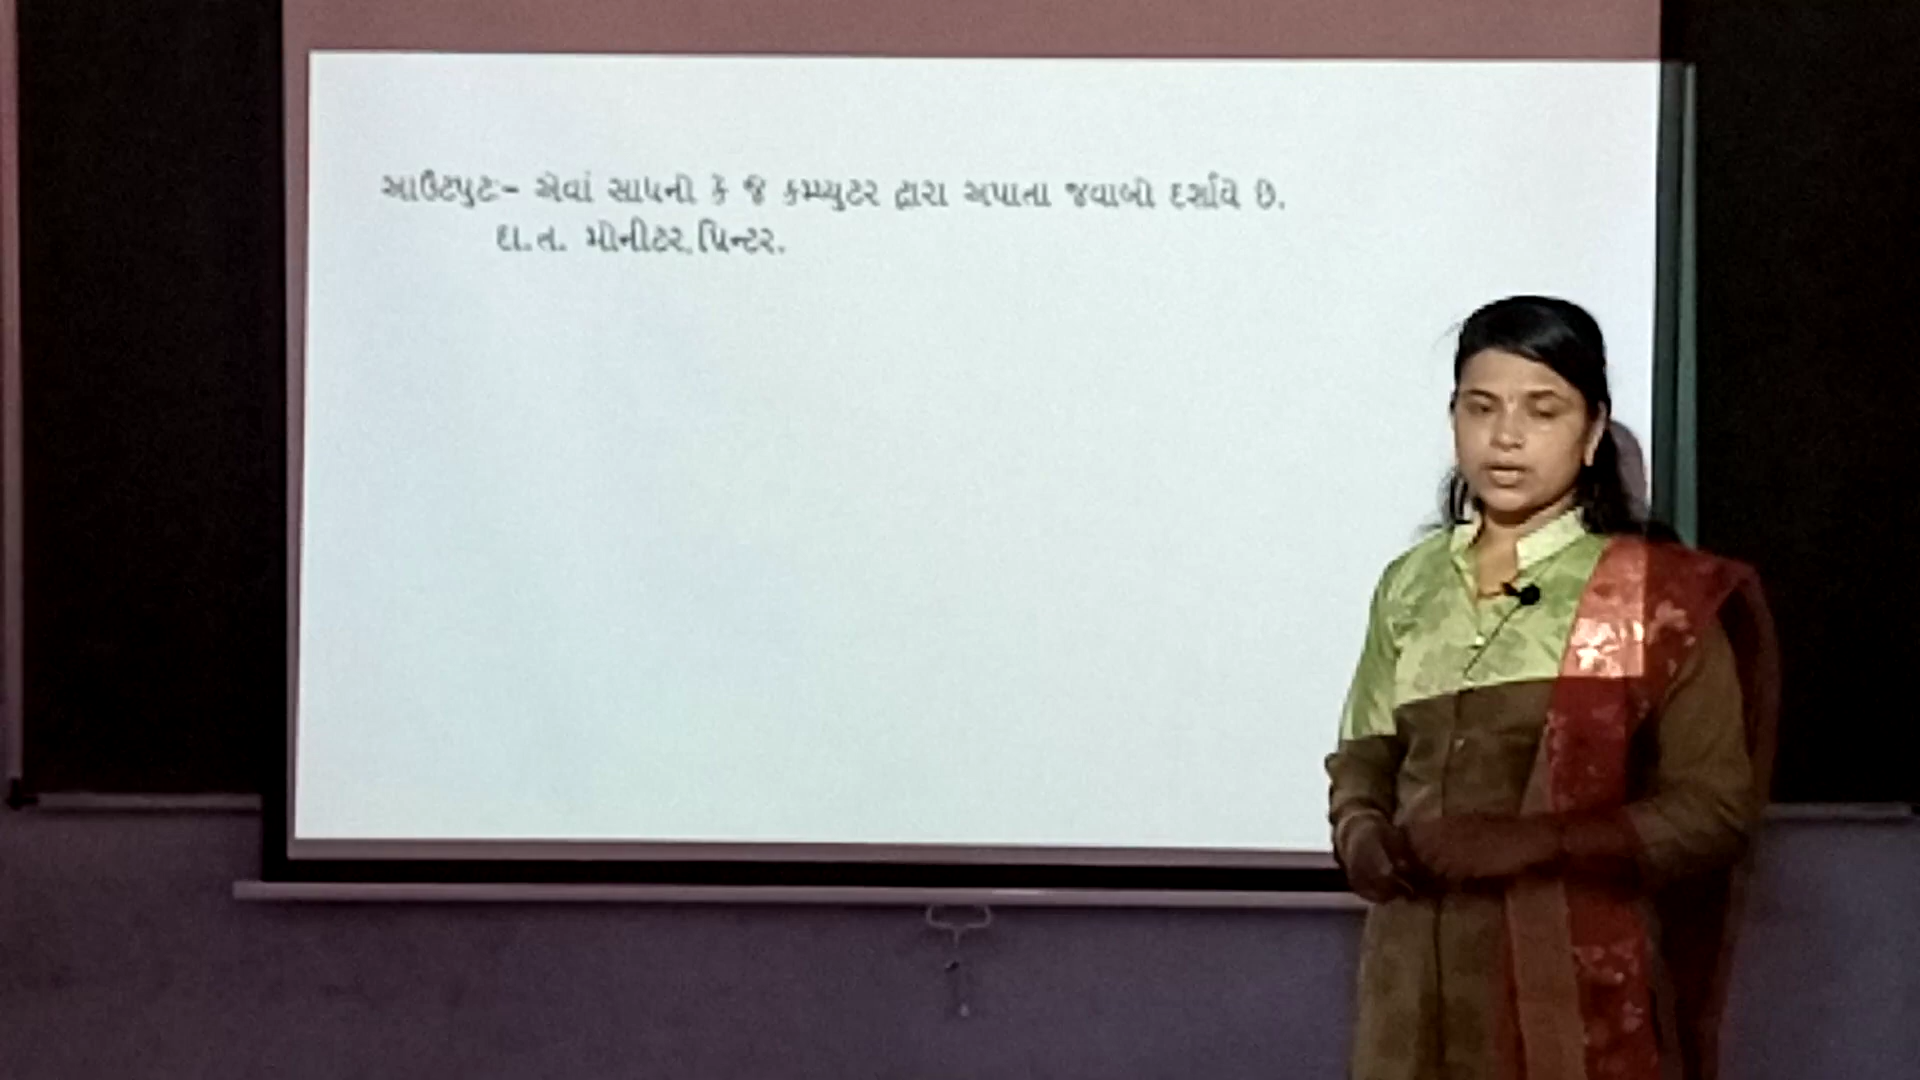 આઉટપુટઃ- એવાં સાધનો કે જે કમ્પ્યુટર દ્વારા અપાતા જવાબો દર્શાવે છે.
દા.ત. મોનીટર,પ્રિન્ટર.